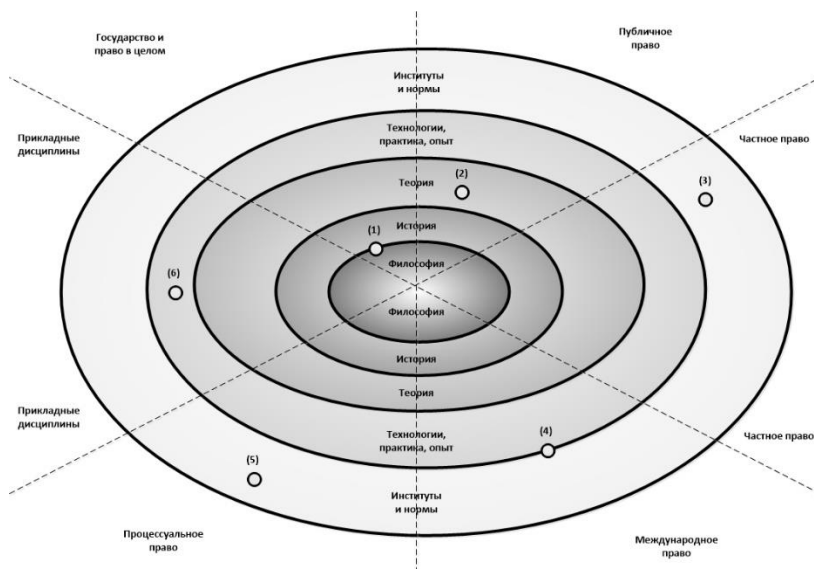 Государство и
право в целом
Публичное
право
Институты
и нормы
Прикладные
дисциплины
Технологии,
практика, опыт
Частное право
(2)
Теория
(3)
История
(1)
Философия
(6)
Философия
История
Теория
Прикладные
дисциплины
Технологии,
практика, опыт
(4)
Частное право
(5)
Институты
и нормы
Процессуальное
право
Международное
право